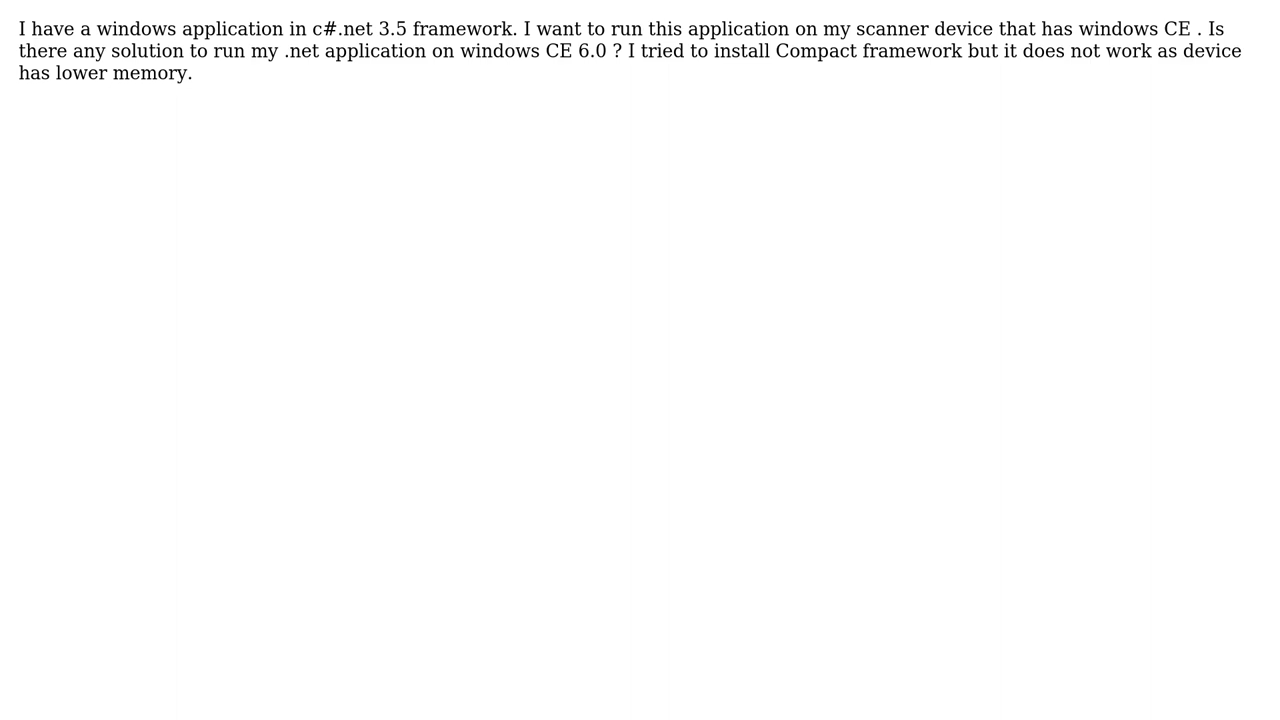 I have a windows application in c#.net 3.5 framework. I want to run this application on my scanner device that has windows CE . Is
there any solution to run my .net application on windows CE 6.0 ? I tried to install Compact framework but it does not work as device
has lower memory.